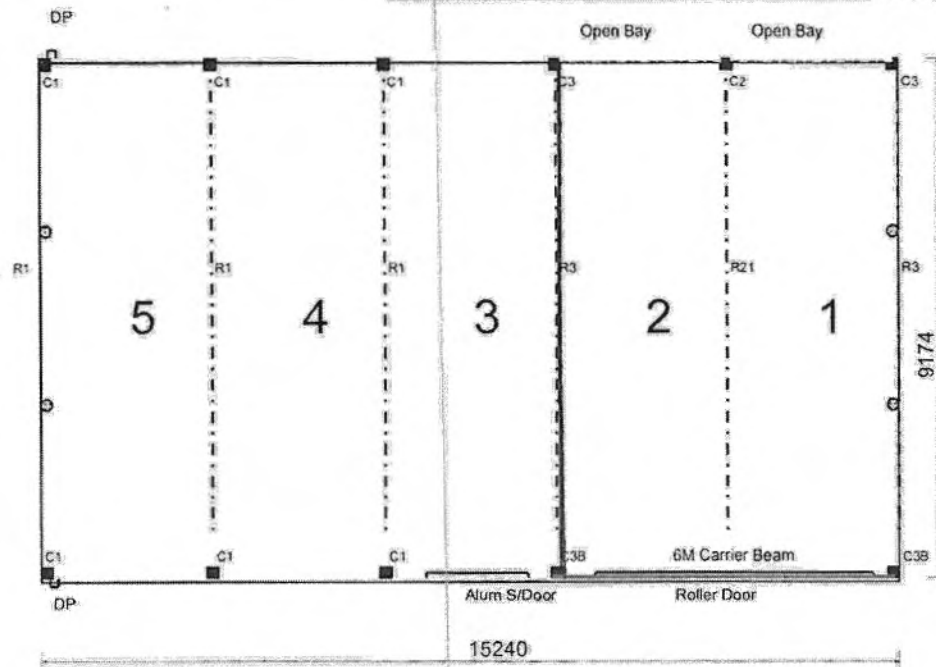 DP
Open Bay Open Bay
C1 C1 C1 C3 C2 C3
R1 R1 R1 R3 R21 R3
5 4 3 2 1
9174
C1 C1 C1 C3B 6M Carrier Beam C3B
DP Alum S/Door Roller Door
15240